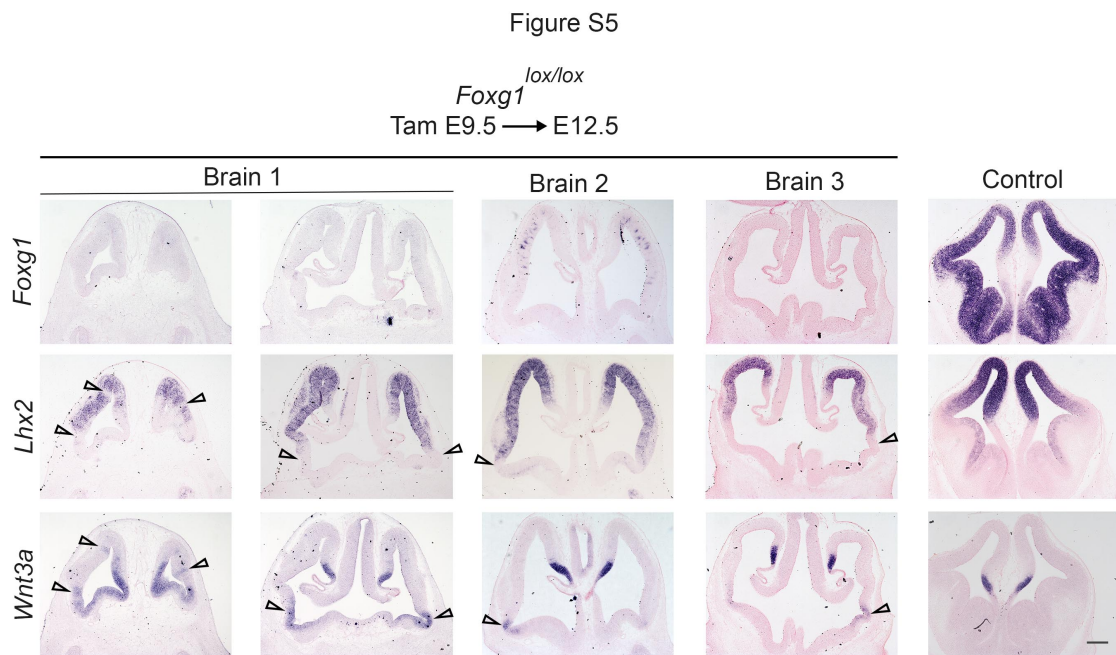 Figure S5
Foxg1 lox/lox
Tam E9.5 → E12.5
Brain 1
Brain 2
Brain 3
Control
Foxg1
Lhx2
Wnt3a